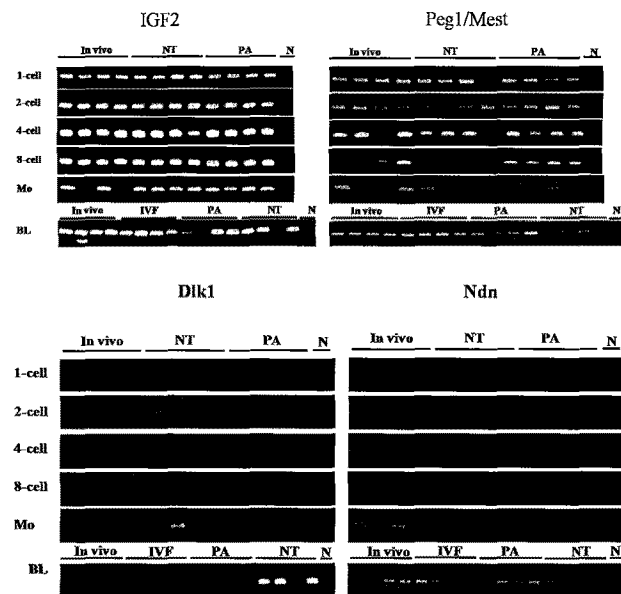 IGF2
In vivo NT PA N
1-cell
2-cell
4-cell
8-cell
Mo
In vivo IVF PA NT N
BL
Peg1/Mest
In vivo NT PA N
In vivo IVF PA NT N
Dlk1
In vivo NT PA N
1-cell
2-cell
4-cell
8-cell
Mo
In vivo IVF PA NT N
BL
Ndn
In vivo NT PA N
In vivo IVF PA NT N